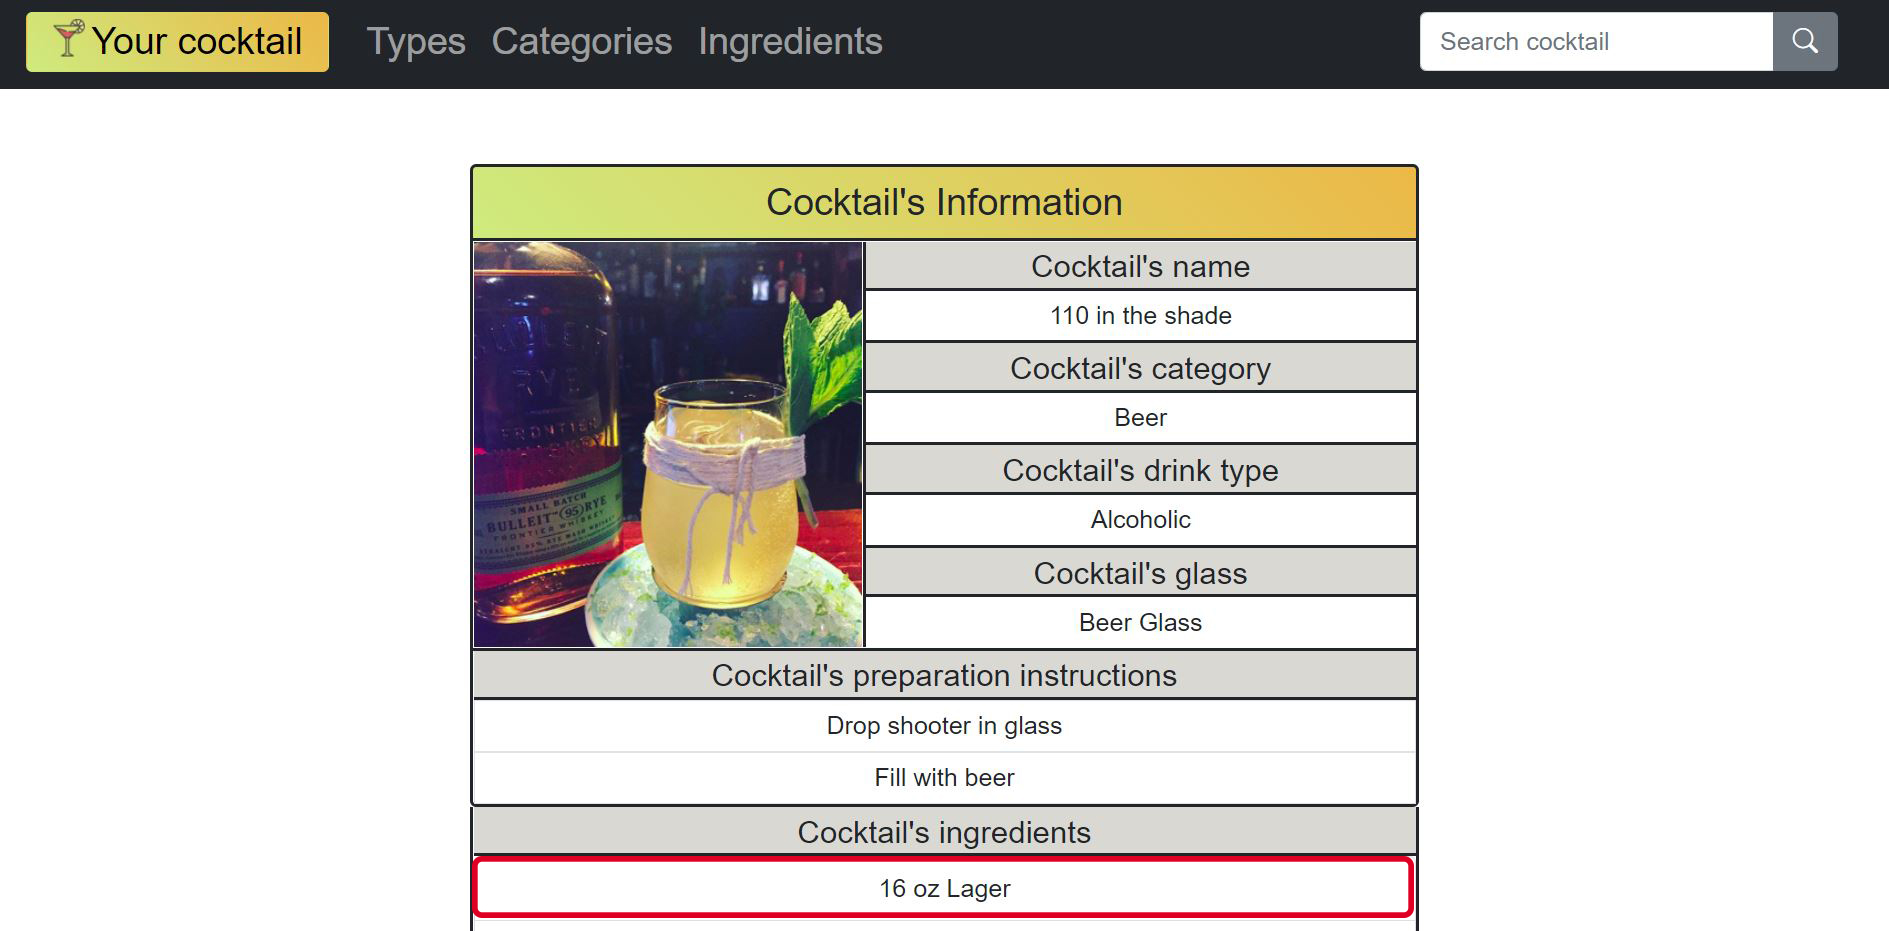 Your cocktail Types Categories Ingredients Search cocktail
Cocktail's Information
Cocktail's name
110 in the shade
Cocktail's category
Beer
Cocktail's drink type
Alcoholic
Cocktail's glass
Beer Glass
BULLEIT
RYE
FRONTIER
WHISKEY
SMALL BATCH
BULLEIT 95 RYE
FRONTIER WHISKEY
Cocktail's preparation instructions
Drop shooter in glass
Fill with beer
Cocktail's ingredients
16 oz Lager